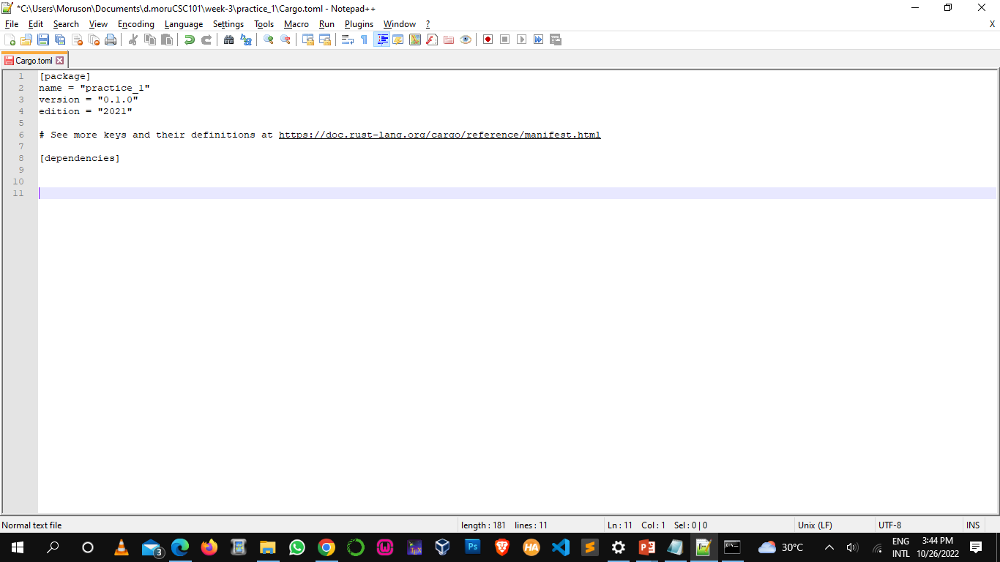 *C:\Users\Moruson\Documents\d.moruCSC101\week-3\practice_1\Cargo.toml - Notepad++
File Edit Search View Encoding Language Settings Tools Macro Run Plugins Window ? X
Cargo.toml
1 [package]
2 name = "practice_1"
3 version = "0.1.0"
4 edition = "2021"
5
6 # See more keys and their definitions at https://doc.rust-lang.org/cargo/reference/manifest.html
7
8 [dependencies]
9
10
11
Normal text file length : 181 lines : 11 Ln : 11 Col : 1 Sel : 0 | 0 Unix (LF) UTF-8 INS
3 Ps HA 30°C ENG 3:44 PM
INTL 10/26/2022